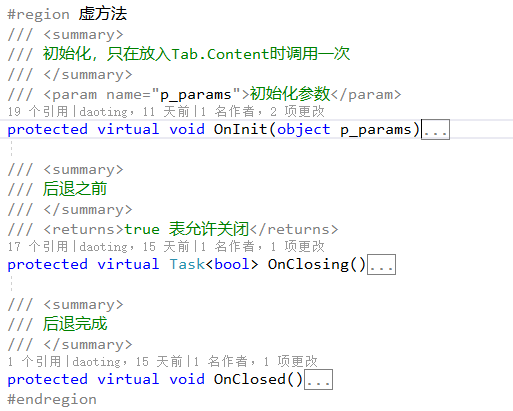 #region 虚方法
/// <summary>
/// 初始化，只在放入Tab.Content时调用一次
/// </summary>
/// <param name="p_params">初始化参数</param>
19 个引用|daoting，11 天前|1 名作者，2 项更改
protected virtual void OnInit(object p_params)...
/// <summary>
/// 后退之前
/// </summary>
/// <returns>true 表允许关闭</returns>
17 个引用|daoting，15 天前|1 名作者，1 项更改
protected virtual Task<bool> OnClosing()...
/// <summary>
/// 后退完成
/// </summary>
1 个引用|daoting，15 天前|1 名作者，1 项更改
protected virtual void OnClosed()...
#endregion